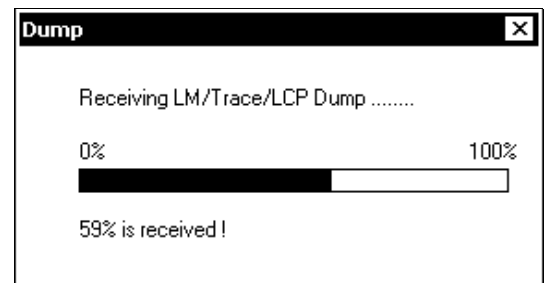 Dump
Receiving LM/Trace/LCP Dump ........
0% 100%
59% is received !